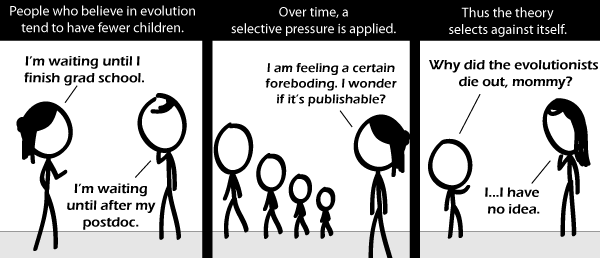 People who believe in evolution
tend to have fewer children.
I'm waiting until I
finish grad school.
I'm waiting
until after my
postdoc.
Over time, a
selective pressure is applied.
I am feeling a certain
foreboding. I wonder
if it's publishable?
Thus the theory
selects against itself.
Why did the evolutionists
die out, mommy?
I...I have
no idea.